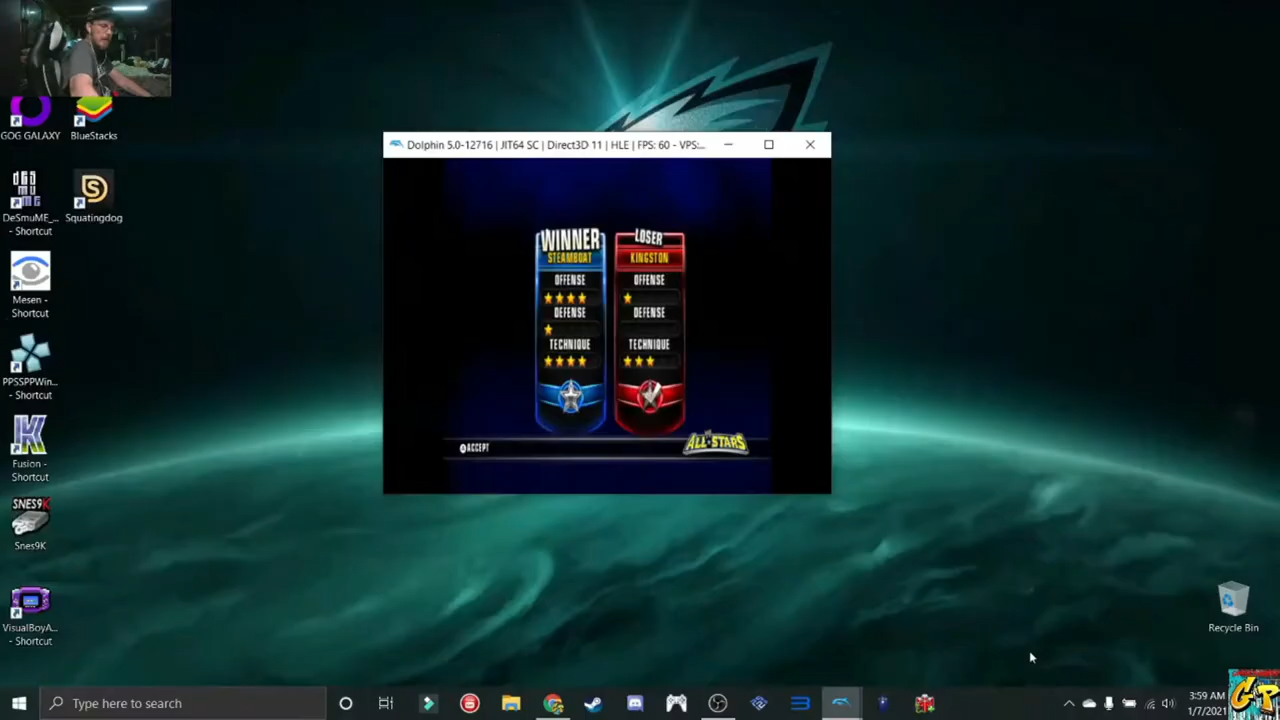 GOG GALAXY
BlueStacks
DeSmuME_...
- Shortcut
Squatingdog
Mesen -
Shortcut
PPSSPPWin...
- Shortcut
Fusion -
Shortcut
SNES9K
Snes9K
VisualBoyA...
- Shortcut
Dolphin 5.0-12716 | JIT64 SC | Direct3D 11 | HLE | FPS: 60 - VPS:...
WINNER
STEAMBOAT
OFFENSE
DEFENSE
TECHNIQUE
LOSER
KINGSTON
OFFENSE
DEFENSE
TECHNIQUE
ACCEPT
ALL STARS
Recycle Bin
Type here to search
3:59 AM
1/7/2021